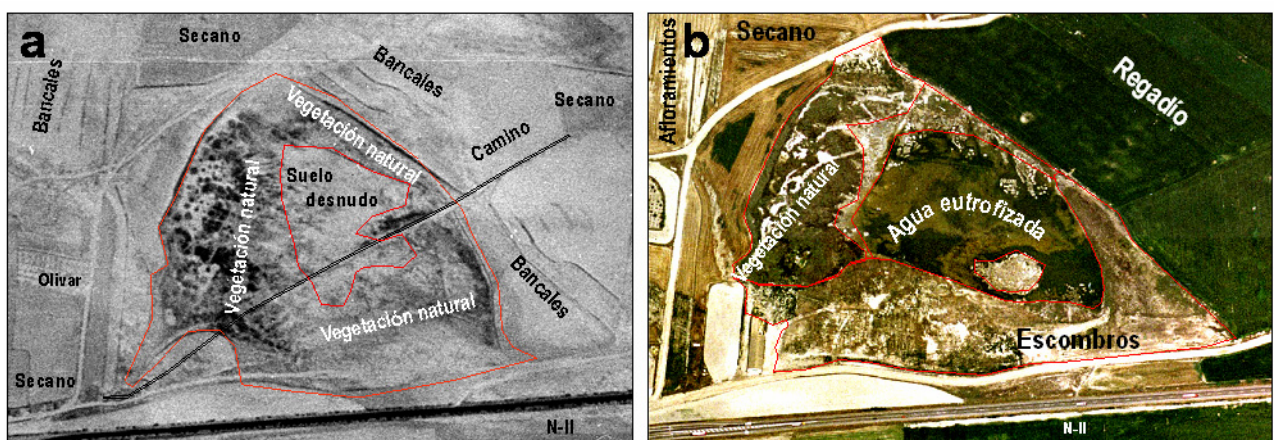 a
Secano
Bancales
Bancales
Secano
Vegetación natural
Camino
Suelo
desnudo
Vegetación natural
Olivar
Bancales
Vegetación natural
Secano
N-II
b
Secano
Afloramientos
Regadío
Vegetación natural
Agua eutrofizada
Escombros
N-II